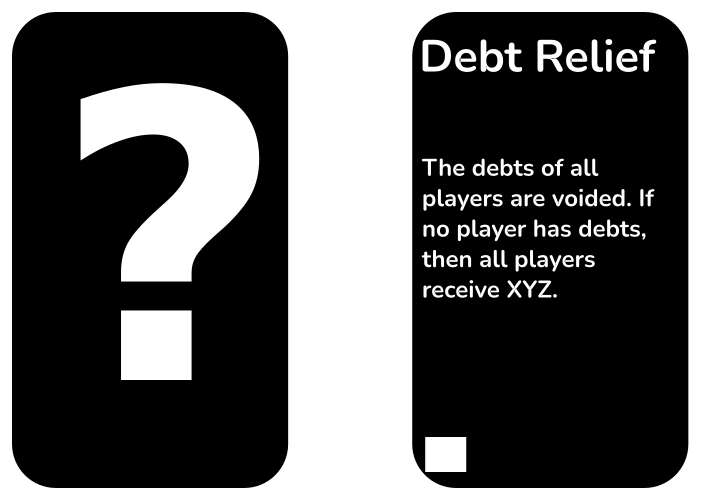 ?
Debt Relief
The debts of all
players are voided. If
no player has debts,
then all players
receive XYZ.